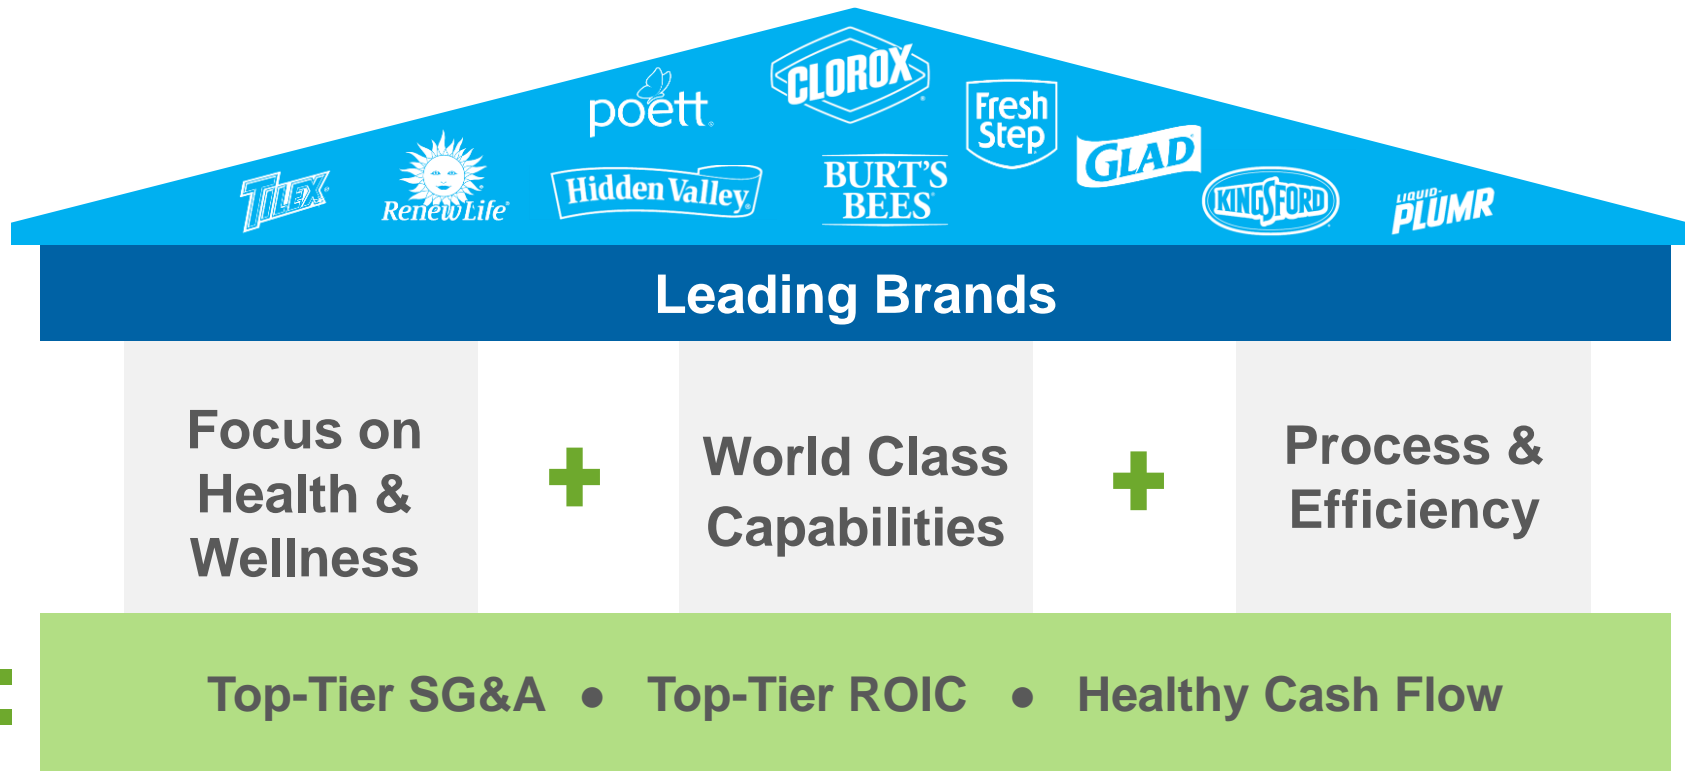 CLOROX
poett
Fresh
Step
GLAD
TILEX
RenewLife
Hidden Valley
BURT'S
BEES
KINGSFORD
LIQUID-
PLUMR
Leading Brands
Focus on
Health &
Wellness
World Class
Capabilities
Process &
Efficiency
Top-Tier SG&A ● Top-Tier ROIC ● Healthy Cash Flow